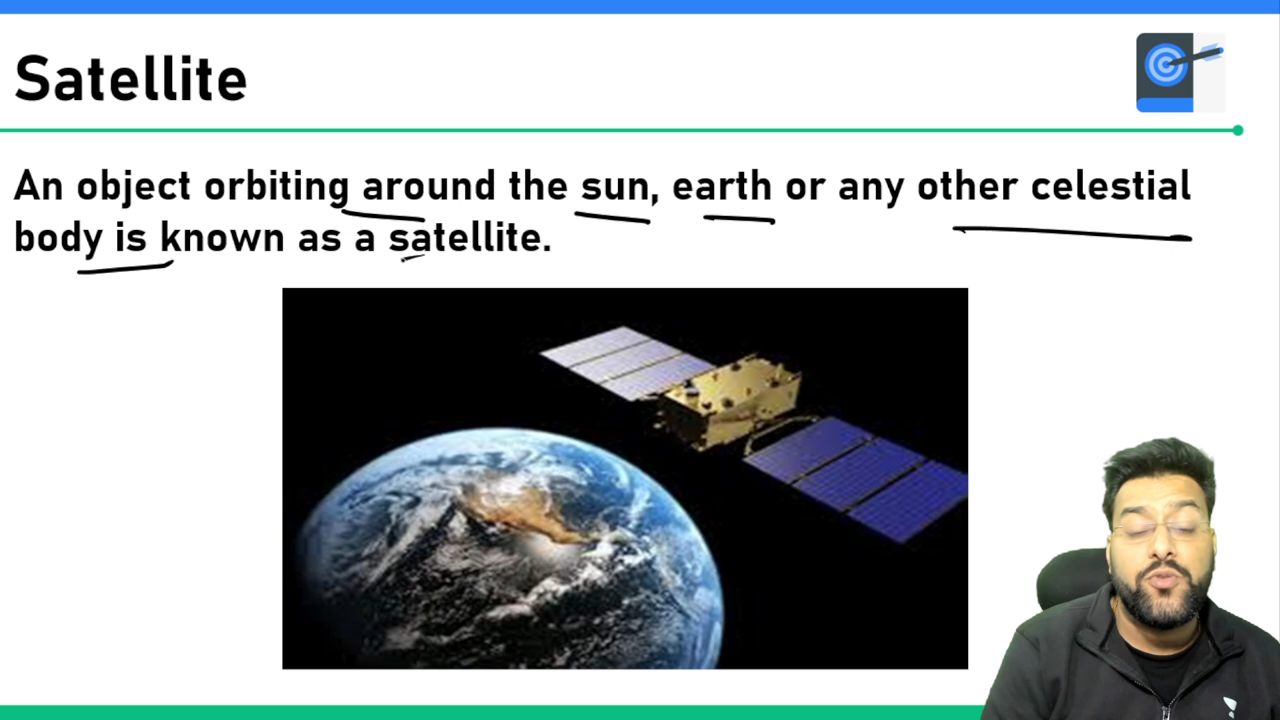 Satellite
An object orbiting around the sun, earth or any other celestial
body is known as a satellite.